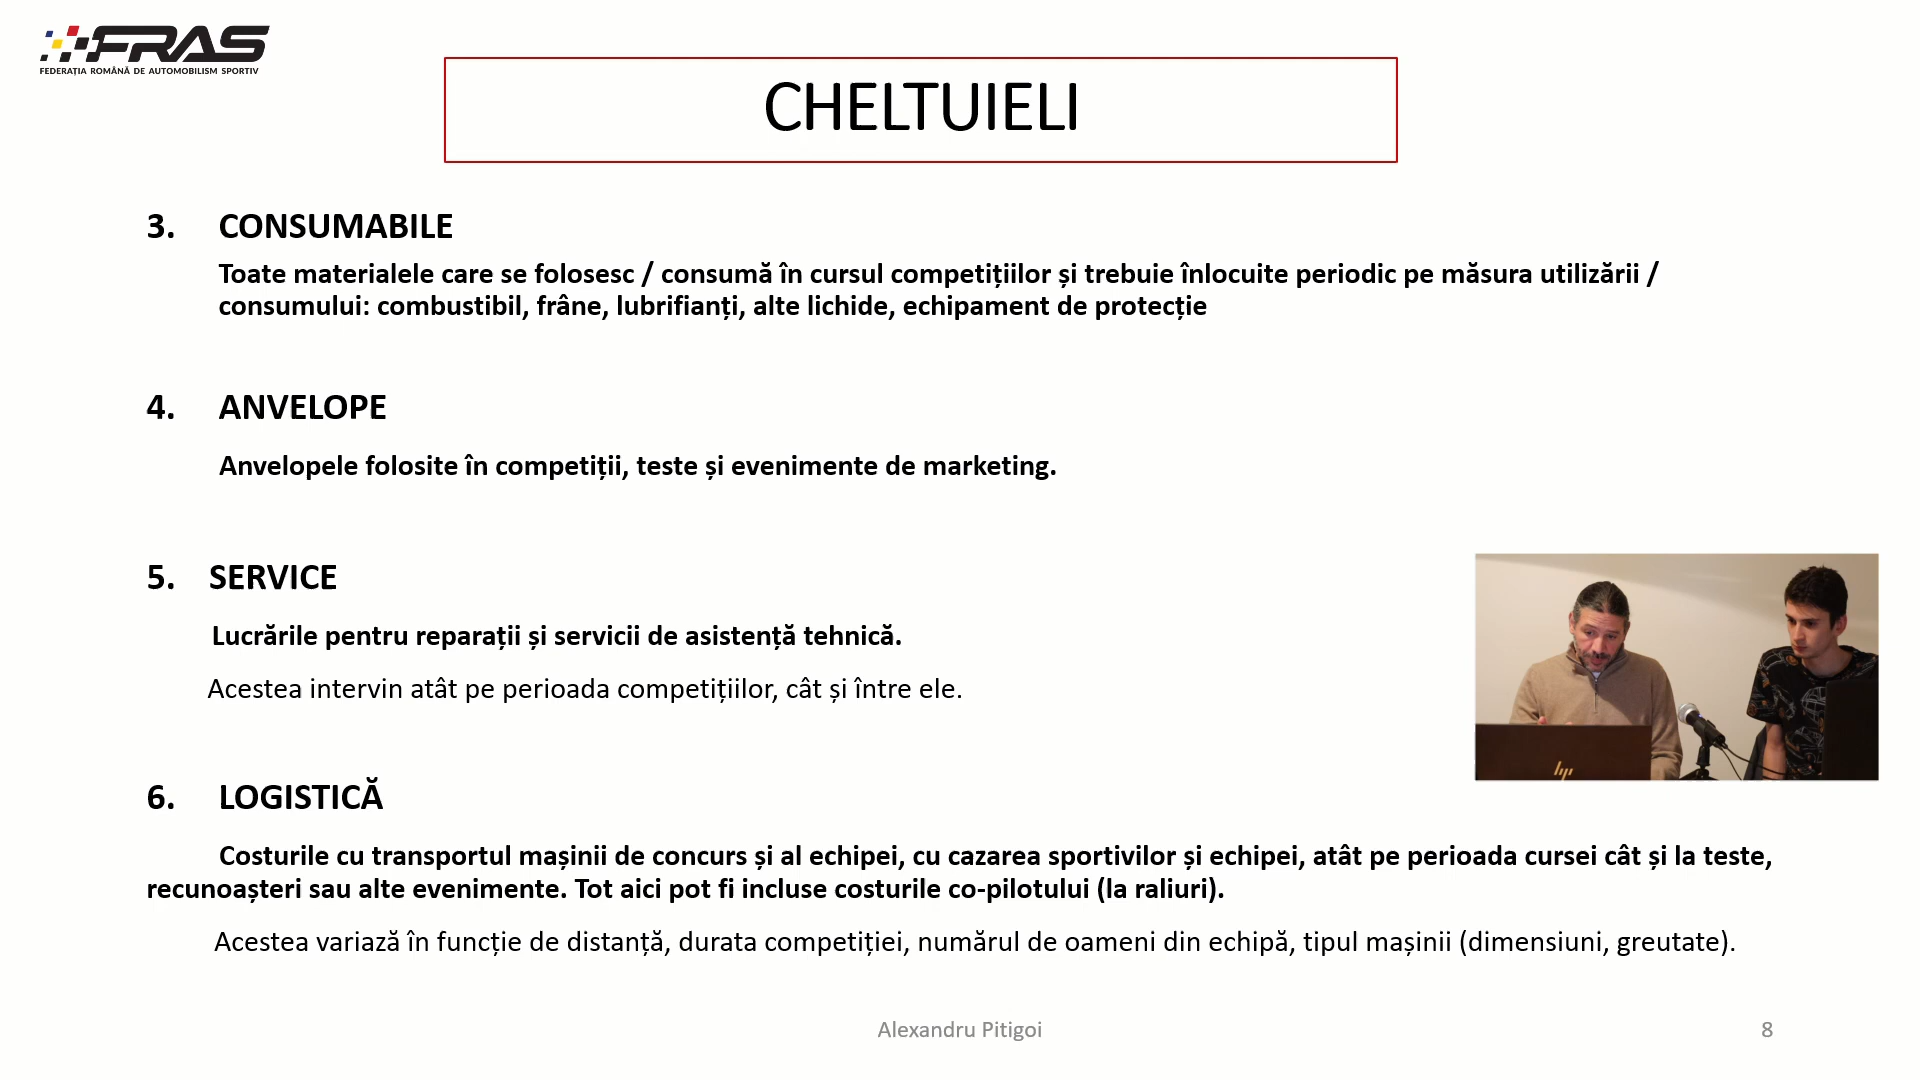 FRAS
FEDERAȚIA ROMÂNĂ DE AUTOMOBILISM SPORTIV
CHELTUIELI
3. CONSUMABILE
Toate materialele care se folosesc / consumă în cursul competițiilor și trebuie înlocuite periodic pe măsura utilizării /
consumului: combustibil, frâne, lubrifianți, alte lichide, echipament de protecție
4. ANVELOPE
Anvelopele folosite în competiții, teste și evenimente de marketing.
5. SERVICE
Lucrările pentru reparații și servicii de asistență tehnică.
Acestea intervin atât pe perioada competițiilor, cât și între ele.
6. LOGISTICĂ
Costurile cu transportul mașinii de concurs și al echipei, cu cazarea sportivilor și echipei, atât pe perioada cursei cât și la teste,
recunoașteri sau alte evenimente. Tot aici pot fi incluse costurile co-pilotului (la raliuri).
Acestea variază în funcție de distanță, durata competiției, numărul de oameni din echipă, tipul mașinii (dimensiuni, greutate).
hp
Alexandru Pitigoi
8